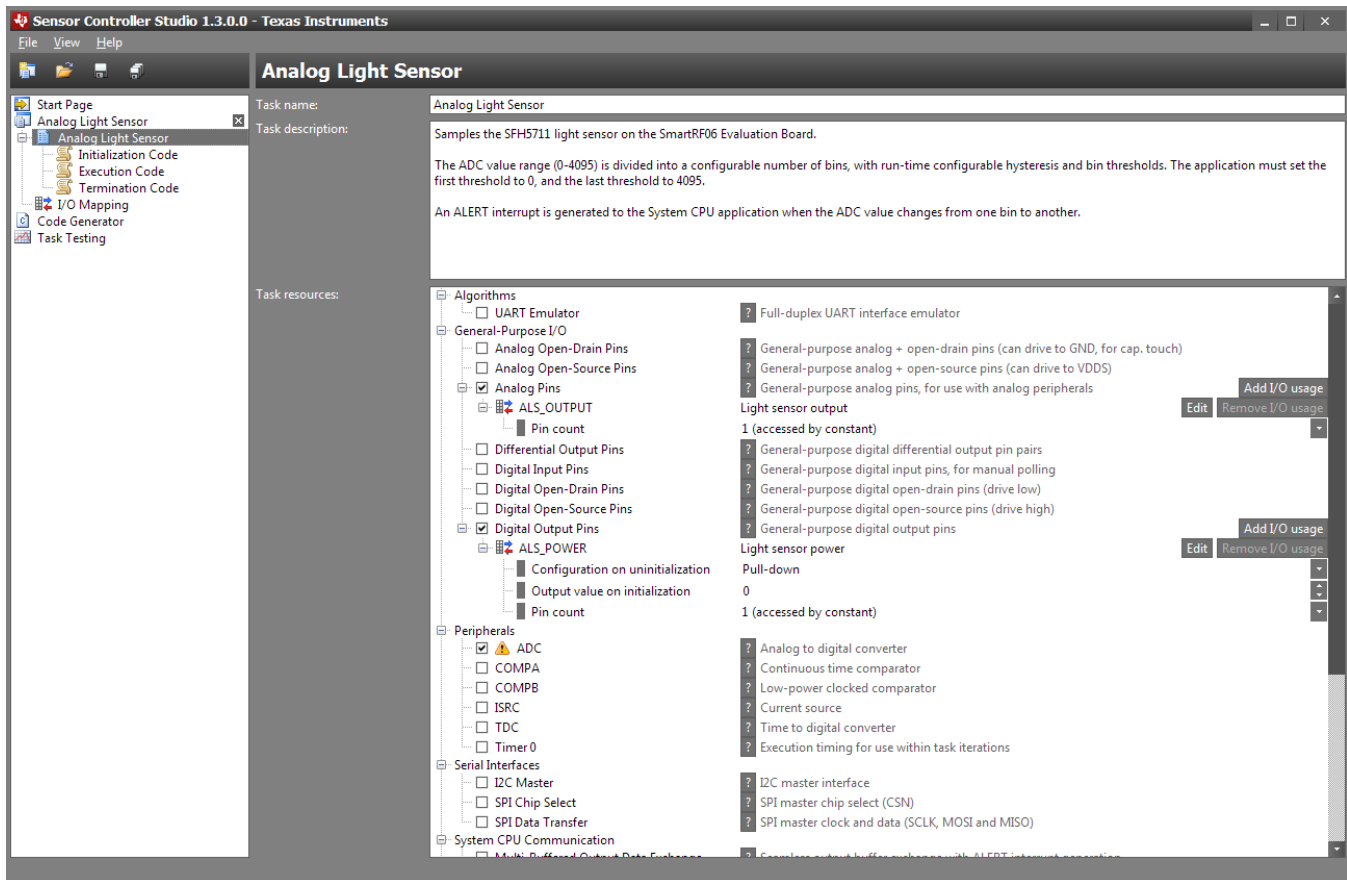 Sensor Controller Studio 1.3.0.0 - Texas Instruments
File View Help
Analog Light Sensor
Start Page
Analog Light Sensor
Analog Light Sensor
Initialization Code
Execution Code
Termination Code
I/O Mapping
Code Generator
Task Testing
Task name:
Analog Light Sensor
Task description:
Samples the SFH5711 light sensor on the SmartRF06 Evaluation Board.
The ADC value range (0-4095) is divided into a configurable number of bins, with run-time configurable hysteresis and bin thresholds. The application must set the
first threshold to 0, and the last threshold to 4095.
An ALERT interrupt is generated to the System CPU application when the ADC value changes from one bin to another.
Task resources:
Algorithms
UART Emulator ? Full-duplex UART interface emulator
General-Purpose I/O
Analog Open-Drain Pins ? General-purpose analog + open-drain pins (can drive to GND, for cap. touch)
Analog Open-Source Pins ? General-purpose analog + open-source pins (can drive to VDDS)
Analog Pins ? General-purpose analog pins, for use with analog peripherals Add I/O usage
ALS_OUTPUT Light sensor output Edit Remove I/O usage
Pin count 1 (accessed by constant)
Differential Output Pins ? General-purpose digital differential output pin pairs
Digital Input Pins ? General-purpose digital input pins, for manual polling
Digital Open-Drain Pins ? General-purpose digital open-drain pins (drive low)
Digital Open-Source Pins ? General-purpose digital open-source pins (drive high)
Digital Output Pins ? General-purpose digital output pins Add I/O usage
ALS_POWER Light sensor power Edit Remove I/O usage
Configuration on uninitialization Pull-down
Output value on initialization 0
Pin count 1 (accessed by constant)
Peripherals
ADC ? Analog to digital converter
COMPA ? Continuous time comparator
COMPB ? Low-power clocked comparator
ISRC ? Current source
TDC ? Time to digital converter
Timer 0 ? Execution timing for use within task iterations
Serial Interfaces
I2C Master ? I2C master interface
SPI Chip Select ? SPI master chip select (CSN)
SPI Data Transfer ? SPI master clock and data (SCLK, MOSI and MISO)
System CPU Communication
Multi-Buffered Output Data Exchange ? Seamless output buffer exchange with ALERT interrupt generation